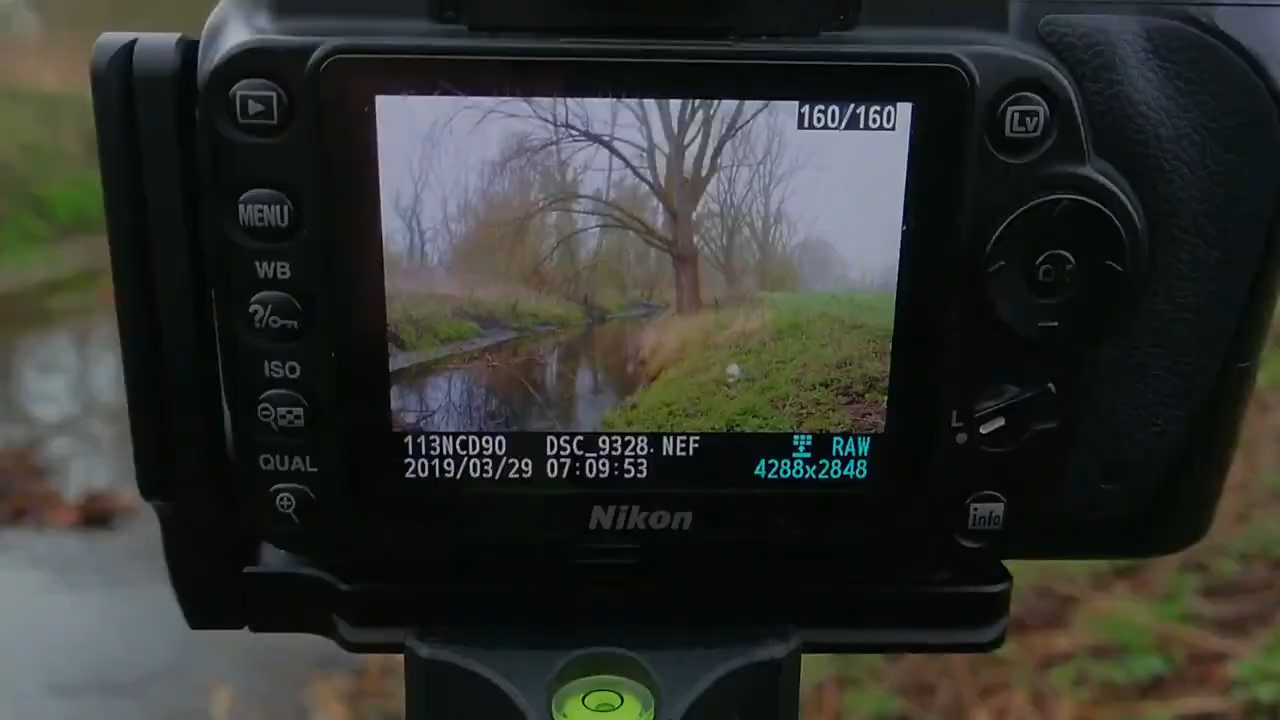 160/160
Lv
MENU
WB
?
ISO
L
QUAL
113NCD90 DSC_9328.NEF RAW
2019/03/29 07:09:53 4288x2848
Nikon
info